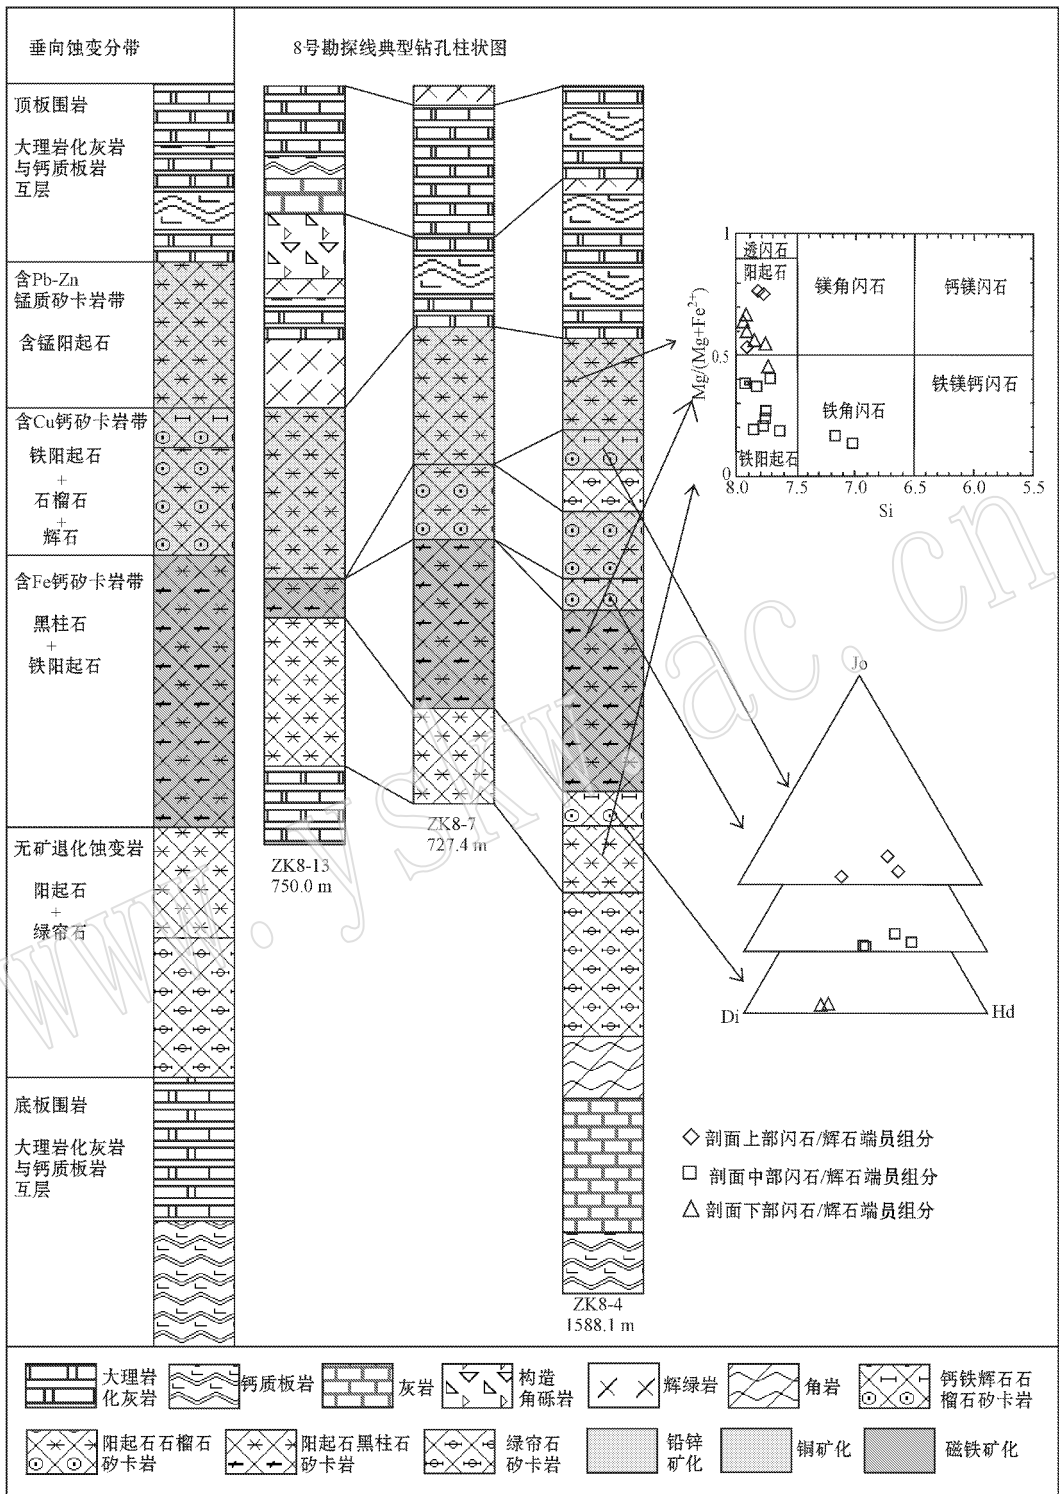 垂向蚀变分带
8号勘探线典型钻孔柱状图
顶板围岩
大理岩化灰岩
与钙质板岩
互层
含Pb-Zn
锰质矽卡岩带
含锰阳起石
含Cu钙矽卡岩带
铁阳起石
+
石榴石
+
辉石
含Fe钙矽卡岩带
黑柱石
+
铁阳起石
无矿退化蚀变岩
阳起石
+
绿帘石
底板围岩
大理岩化灰岩
与钙质板岩
互层
ZK8-13
750.0 m
ZK8-7
727.4 m
ZK8-4
1588.1 m
Mg/(Mg+Fe2+)
1
0.5
0
透闪石
阳起石
镁角闪石
钙镁闪石
铁阳起石
铁角闪石
铁镁钙闪石
8.0 7.5 7.0 6.5 6.0 5.5
Si
Jo
Di
Hd
剖面上部闪石/辉石端员组分
剖面中部闪石/辉石端员组分
剖面下部闪石/辉石端员组分
大理岩
化灰岩
钙质板岩
灰岩
构造
角砾岩
辉绿岩
角岩
钙铁辉石石
榴石矽卡岩
阳起石石榴石
矽卡岩
阳起石黑柱石
矽卡岩
绿帘石
矽卡岩
铅锌
矿化
铜矿化
磁铁矿化
www.yskw.ac.cn